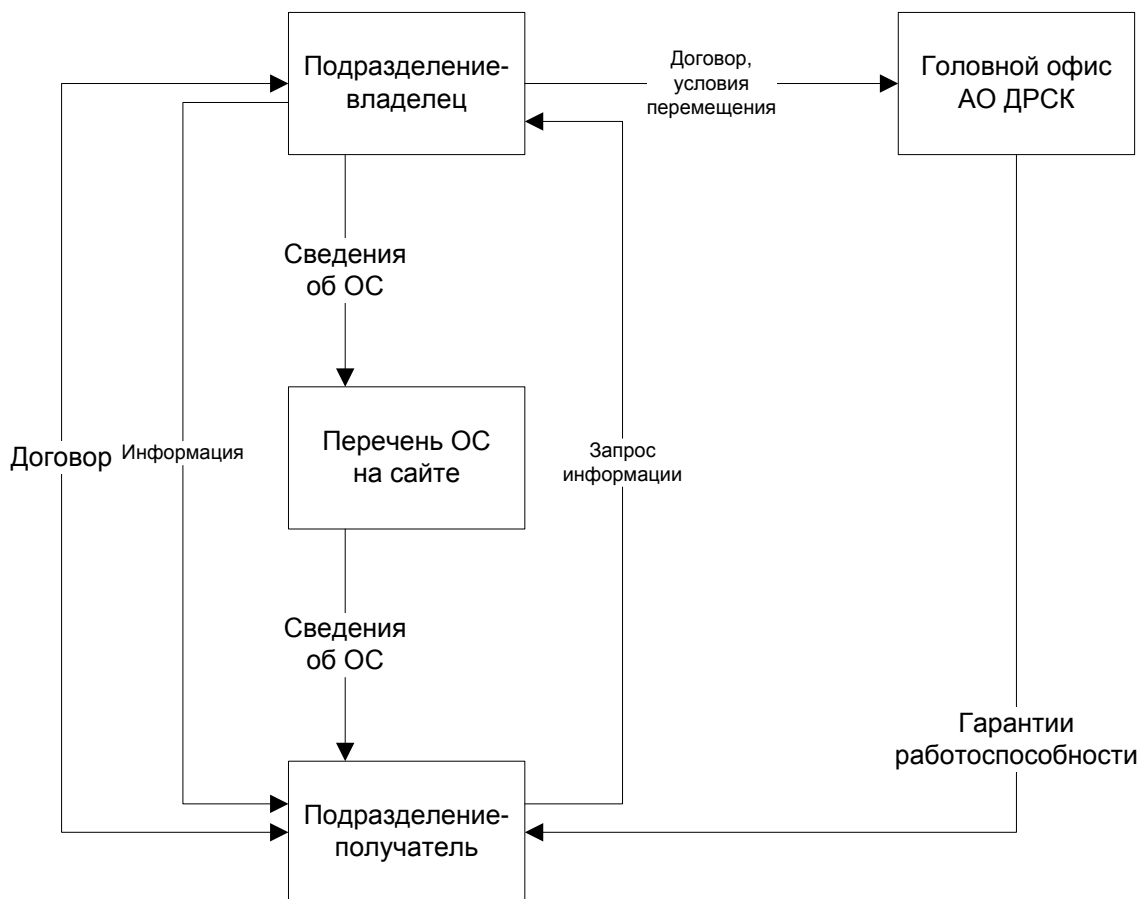 Подразделение-
владелец
Договор,
условия
перемещения
Головной офис
АО ДРСК
Сведения
об ОС
Договор
Информация
Перечень ОС
на сайте
Запрос
информации
Сведения
об ОС
Гарантии
работоспособности
Подразделение-
получатель